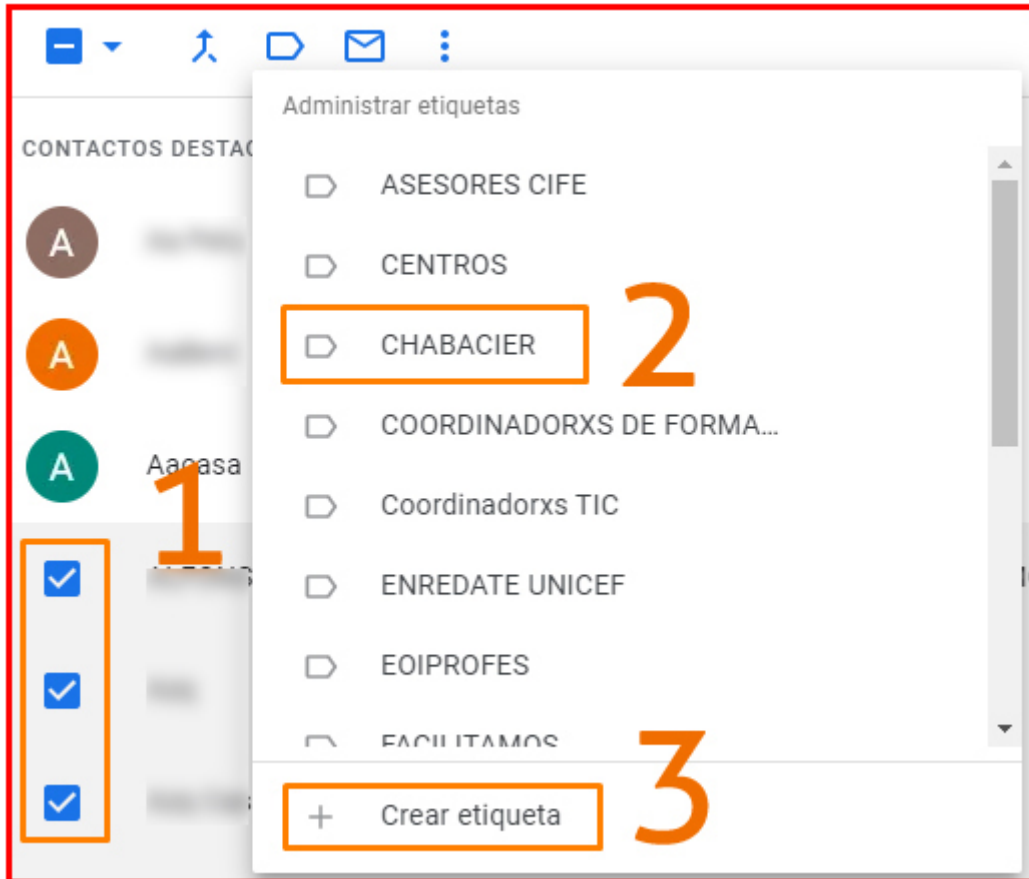 Administrar etiquetas
CONTACTOS DESTAC
ASESORES CIFE
A
CENTROS
CHABACIER
2
A
COORDINADORXS DE FORMA...
A
Aacasa
1
Coordinadorxs TIC
ENREDATE UNICEF
EOIPROFES
FACILITAMOS
3
+ Crear etiqueta